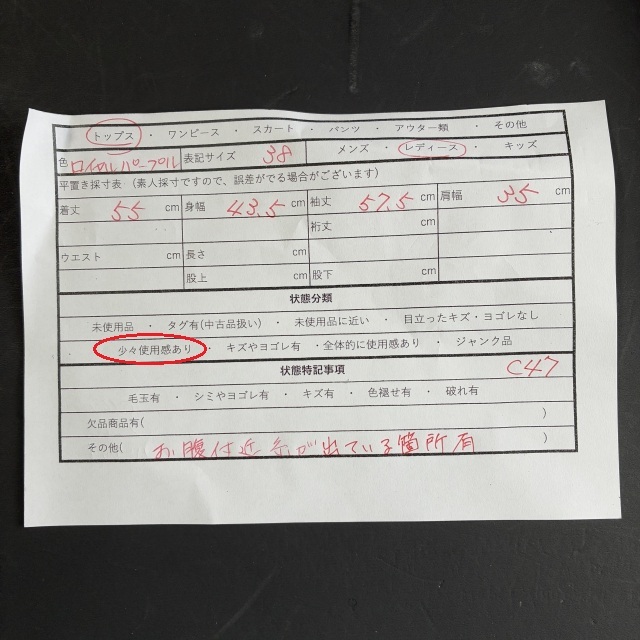 トップス ・ ワンピース ・ スカート ・ パンツ ・ アウター類 ・ その他
色 ロイヤルパープル 表記サイズ 38 メンズ ・ レディース ・ キッズ
平置き採寸表 (素人採寸ですので、誤差がでる場合がございます)
着丈 55 cm 身幅 43.5 cm 袖丈 57.5 cm 肩幅 35 cm
裄丈 cm
ウエスト cm 長さ cm
股上 cm 股下 cm
状態分類
未使用品 ・ タグ有(中古品扱い) ・ 未使用品に近い ・ 目立ったキズ・ヨゴレなし
・ 少々使用感あり ・ キズやヨゴレ有 ・全体的に使用感あり ・ ジャンク品
状態特記事項 C47
毛玉有 ・ シミやヨゴレ有 ・ キズ有 ・ 色褪せ有 ・ 破れ有
欠品商品有( )
その他( お腹付近糸が出ている箇所有 )